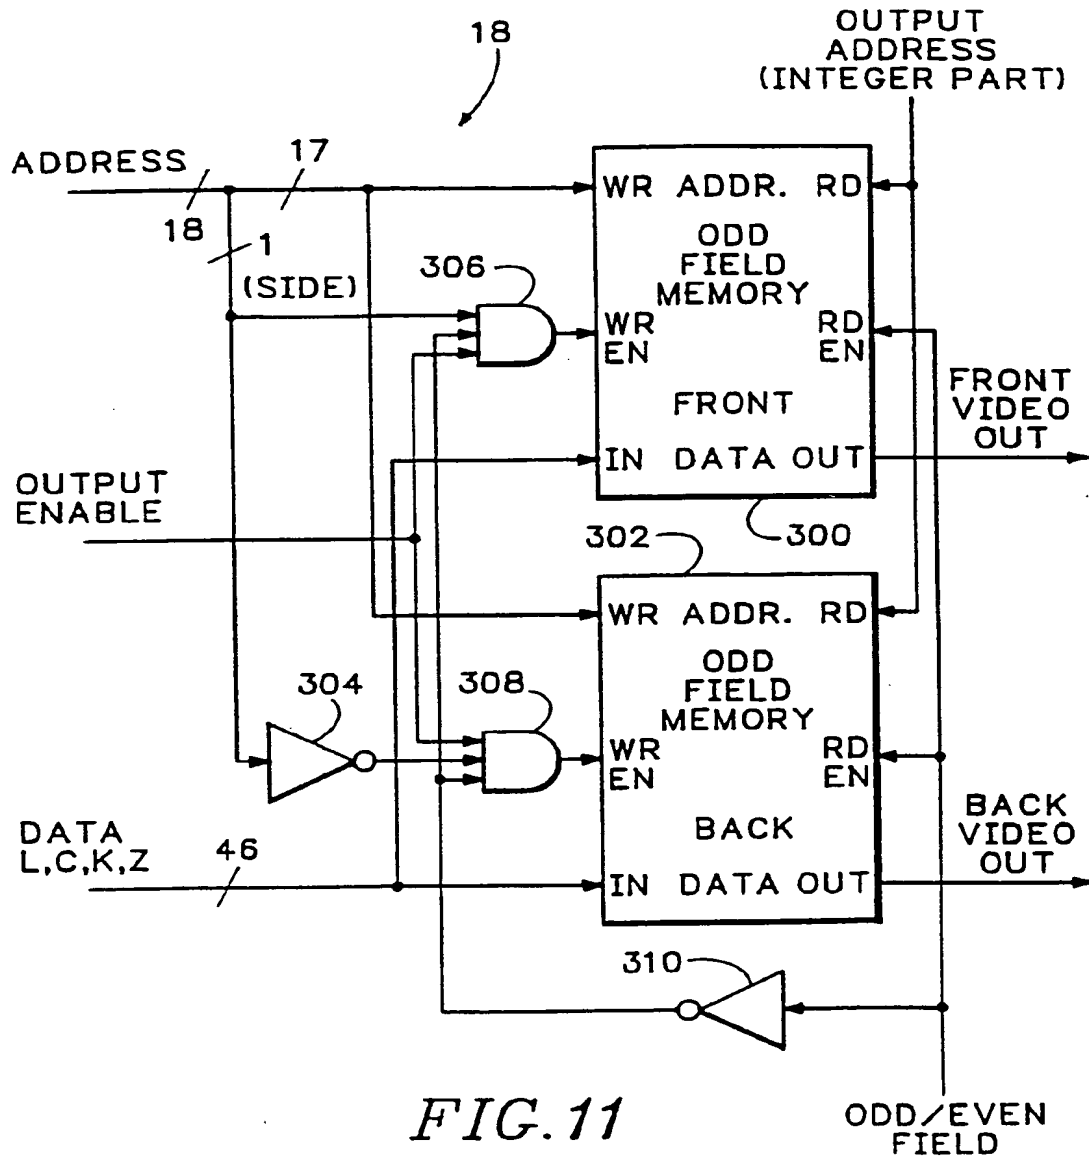 18
OUTPUT
ADDRESS
(INTEGER PART)
ADDRESS
17
18
1
(SIDE)
WR ADDR. RD
ODD
FIELD
MEMORY
306
WR
EN
RD
EN
FRONT
IN DATA OUT
FRONT
VIDEO
OUT
OUTPUT
ENABLE
302
300
WR ADDR. RD
ODD
FIELD
MEMORY
304
308
WR
EN
RD
EN
BACK
IN DATA OUT
BACK
VIDEO
OUT
DATA
L,C,K,Z
46
310
FIG.11
ODD/EVEN
FIELD